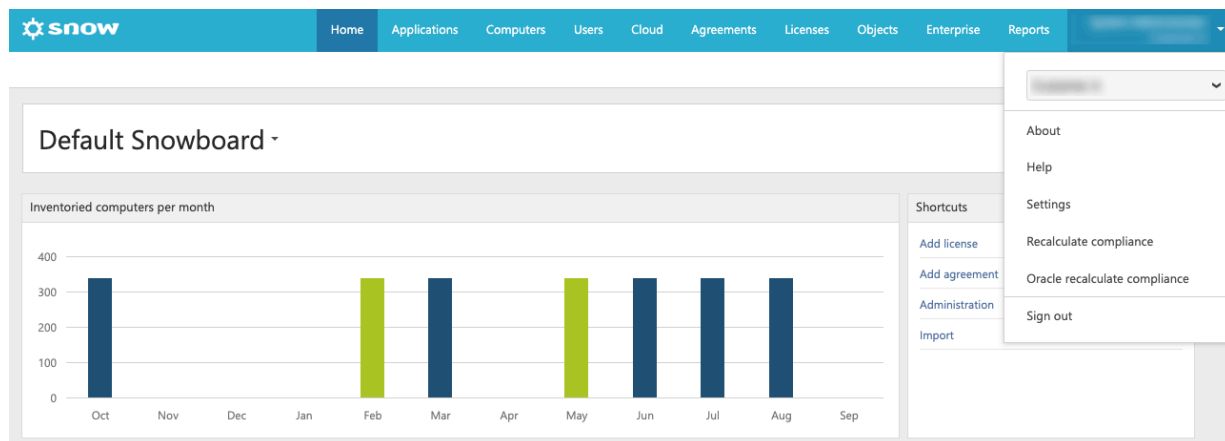 snow
Home Applications Computers Users Cloud Agreements Licenses Objects Enterprise Reports
Default Snowboard
Inventoried computers per month
400
300
200
100
0
Oct Nov Dec Jan Feb Mar Apr May Jun Jul Aug Sep
Shortcuts
Add license
Add agreement
Administration
Import
About
Help
Settings
Recalculate compliance
Oracle recalculate compliance
Sign out